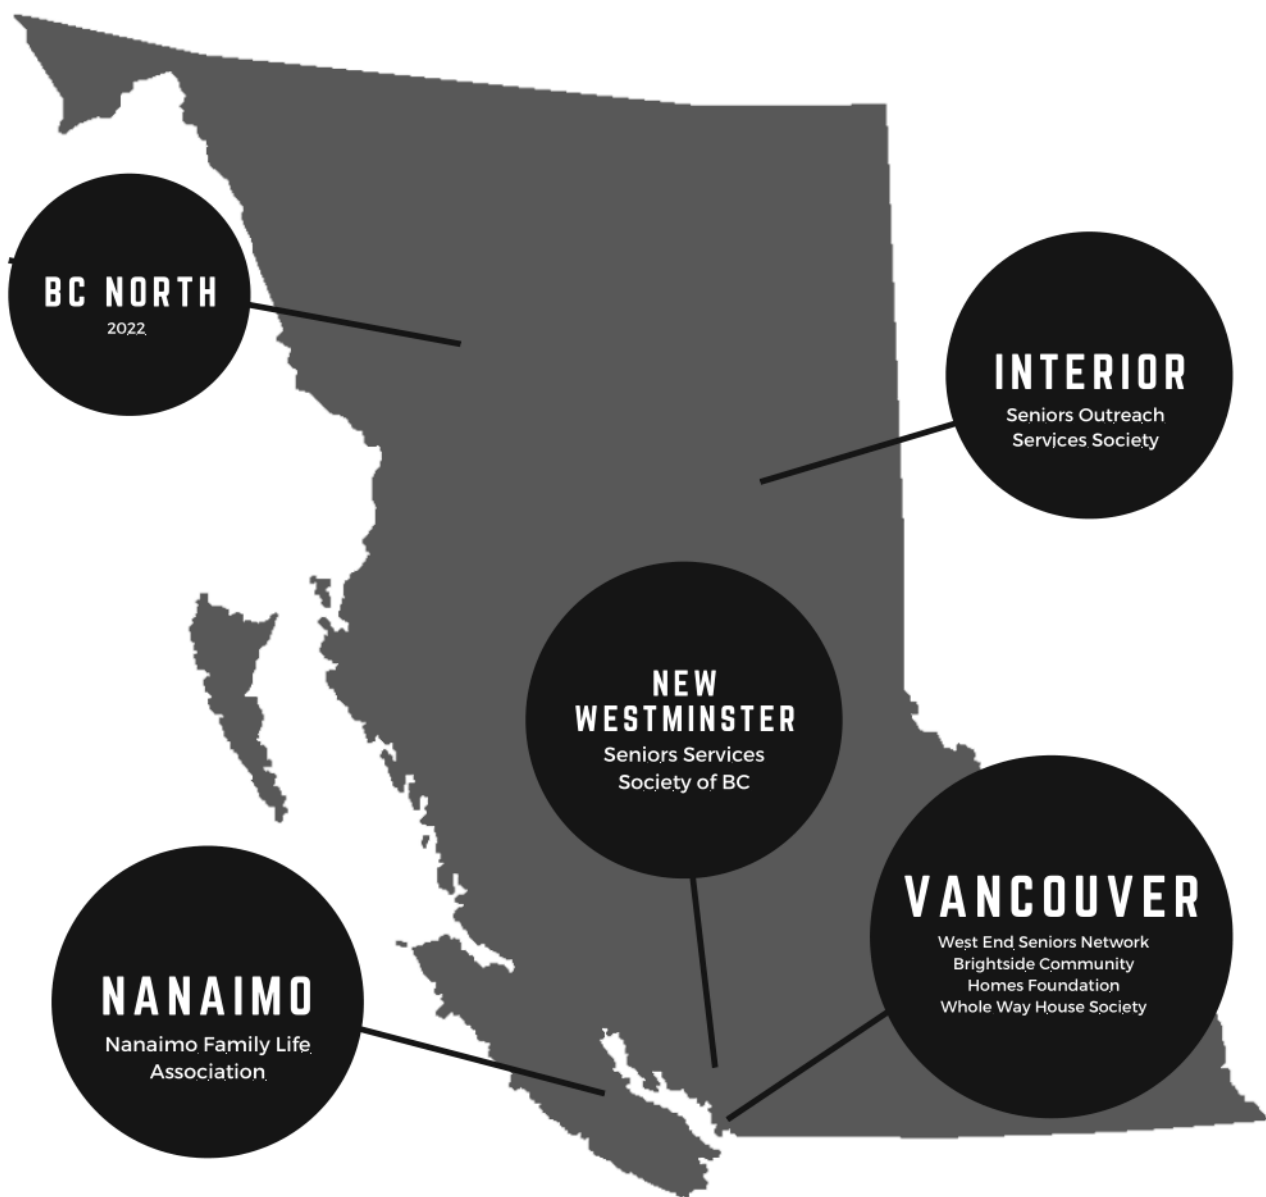 BC NORTH
2022
INTERIOR
Seniors Outreach
Services Society
NEW
WESTMINSTER
Seniors Services
Society of BC
VANCOUVER
West End Seniors Network
Brightside Community
Homes Foundation
Whole Way House Society
NANAIMO
Nanaimo Family Life
Association